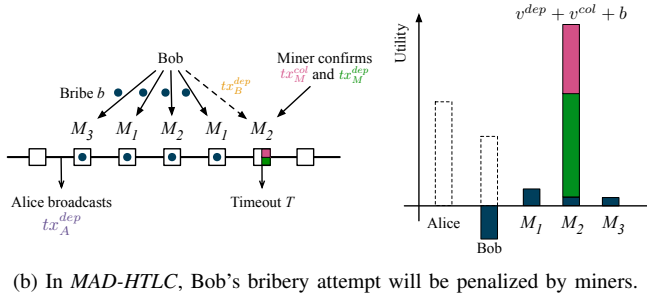 Bob
Bribe b
tx_B^dep
Miner confirms
tx_M^col and tx_M^dep
M_3 M_1 M_2 M_1 M_2
Alice broadcasts
tx_A^dep
Timeout T
v^dep + v^col + b
Utility
Alice
Bob
M_1
M_2
M_3
(b) In MAD-HTLC, Bob's bribery attempt will be penalized by miners.